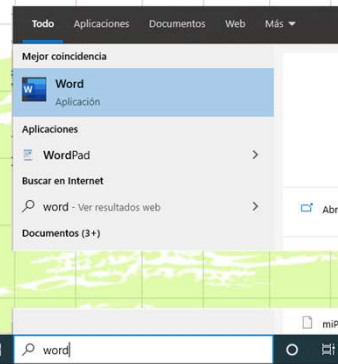 Todo Aplicaciones Documentos Web Más
Mejor coincidencia
W Word
Aplicación
Aplicaciones
WordPad
Buscar en Internet
word - Ver resultados web
Abr
Documentos (3+)
miP
word